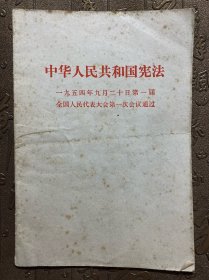 中华人民共和国宪法
一九五四年九月二十日第一届
全国人民代表大会第一次会议通过